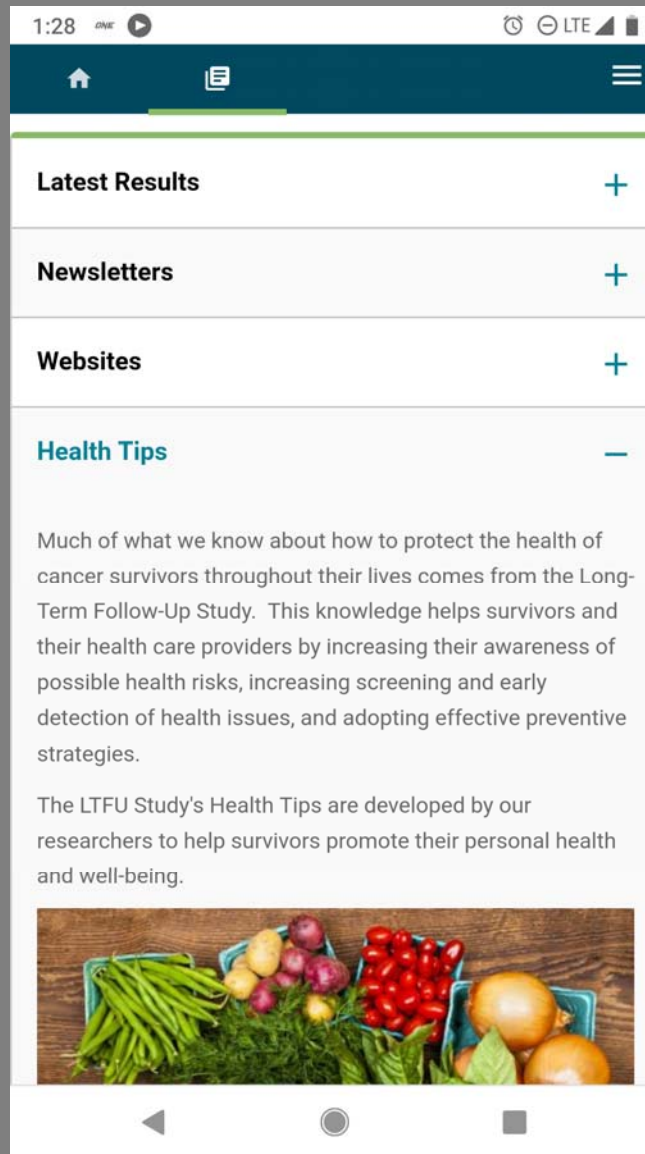 1:28 ONE LTE
Latest Results +
Newsletters +
Websites +
Health Tips −
Much of what we know about how to protect the health of
cancer survivors throughout their lives comes from the Long-
Term Follow-Up Study.  This knowledge helps survivors and
their health care providers by increasing their awareness of
possible health risks, increasing screening and early
detection of health issues, and adopting effective preventive
strategies.
The LTFU Study's Health Tips are developed by our
researchers to help survivors promote their personal health
and well-being.